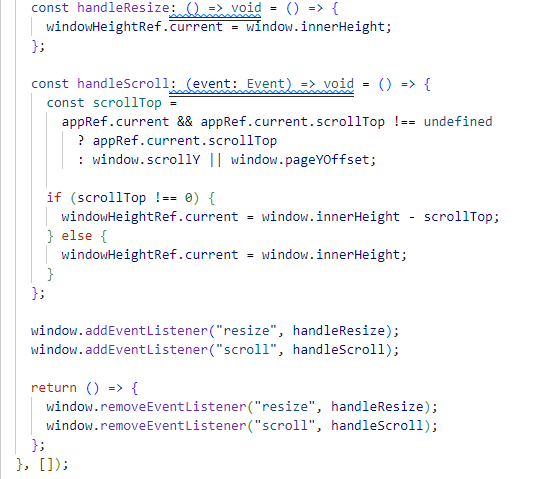 const handleResize: () => void = () => {
windowHeightRef.current = window.innerHeight;
};
const handleScroll: (event: Event) => void = () => {
const scrollTop =
appRef.current && appRef.current.scrollTop !== undefined
? appRef.current.scrollTop
: window.scrollY || window.pageYOffset;
if (scrollTop !== 0) {
windowHeightRef.current = window.innerHeight - scrollTop;
} else {
windowHeightRef.current = window.innerHeight;
}
};
window.addEventListener("resize", handleResize);
window.addEventListener("scroll", handleScroll);
return () => {
window.removeEventListener("resize", handleResize);
window.removeEventListener("scroll", handleScroll);
};
}, []);